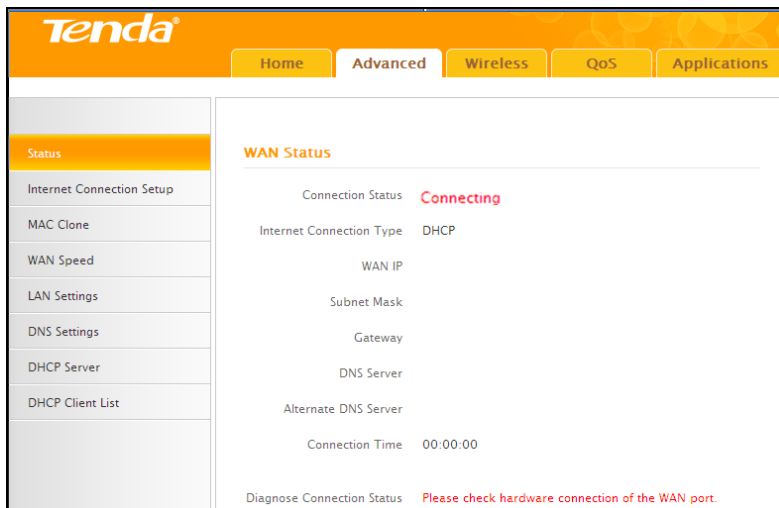 Tenda®
Home Advanced Wireless QoS Applications
Status
Internet Connection Setup
MAC Clone
WAN Speed
LAN Settings
DNS Settings
DHCP Server
DHCP Client List
WAN Status
Connection Status Connecting
Internet Connection Type DHCP
WAN IP
Subnet Mask
Gateway
DNS Server
Alternate DNS Server
Connection Time 00:00:00
Diagnose Connection Status Please check hardware connection of the WAN port.